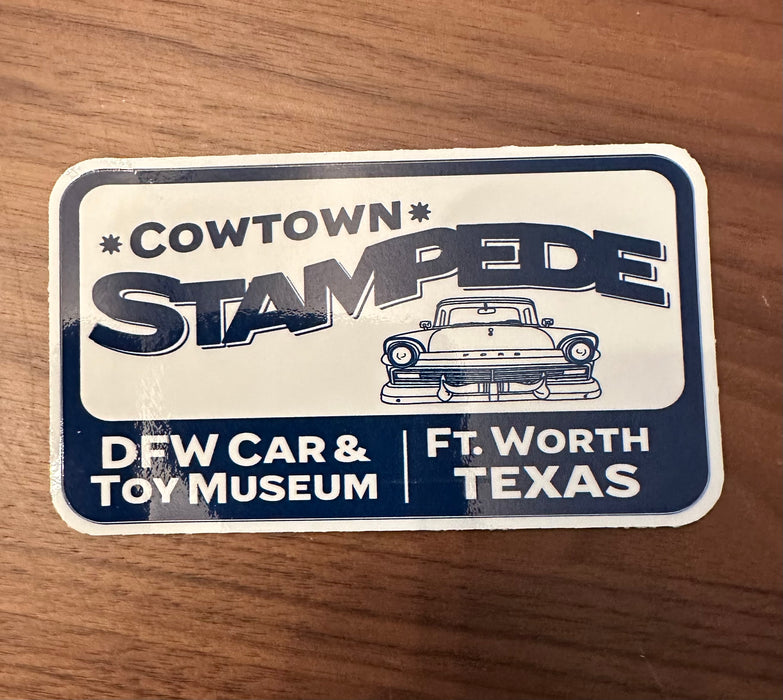 *COWTOWN*
STAMPEDE
FORD
DFW CAR &
TOY MUSEUM
FT. WORTH
TEXAS